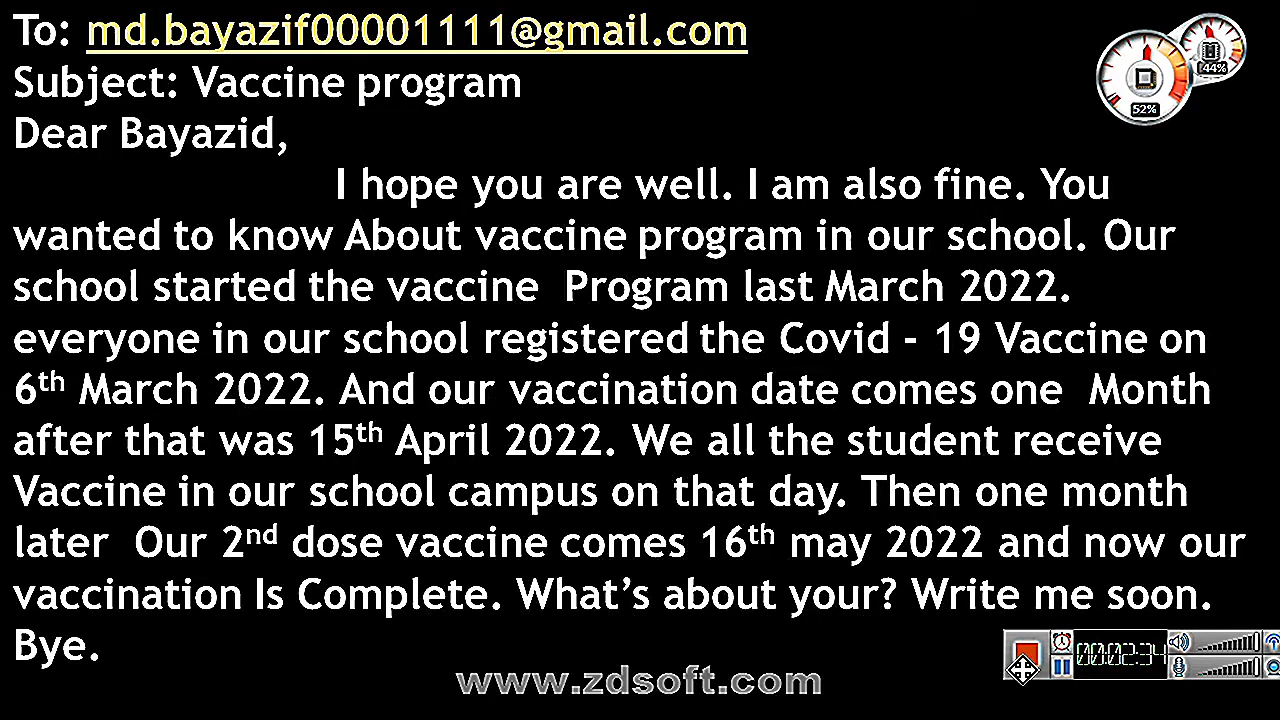 To: md.bayazif00001111@gmail.com
Subject: Vaccine program
Dear Bayazid,
I hope you are well. I am also fine. You
wanted to know About vaccine program in our school. Our
school started the vaccine Program last March 2022.
everyone in our school registered the Covid - 19 Vaccine on
6th March 2022. And our vaccination date comes one Month
after that was 15th April 2022. We all the student receive
Vaccine in our school campus on that day. Then one month
later Our 2nd dose vaccine comes 16th may 2022 and now our
vaccination Is Complete. What's about your? Write me soon.
Bye.
44%
52%
00:02:34
www.zdsoft.com